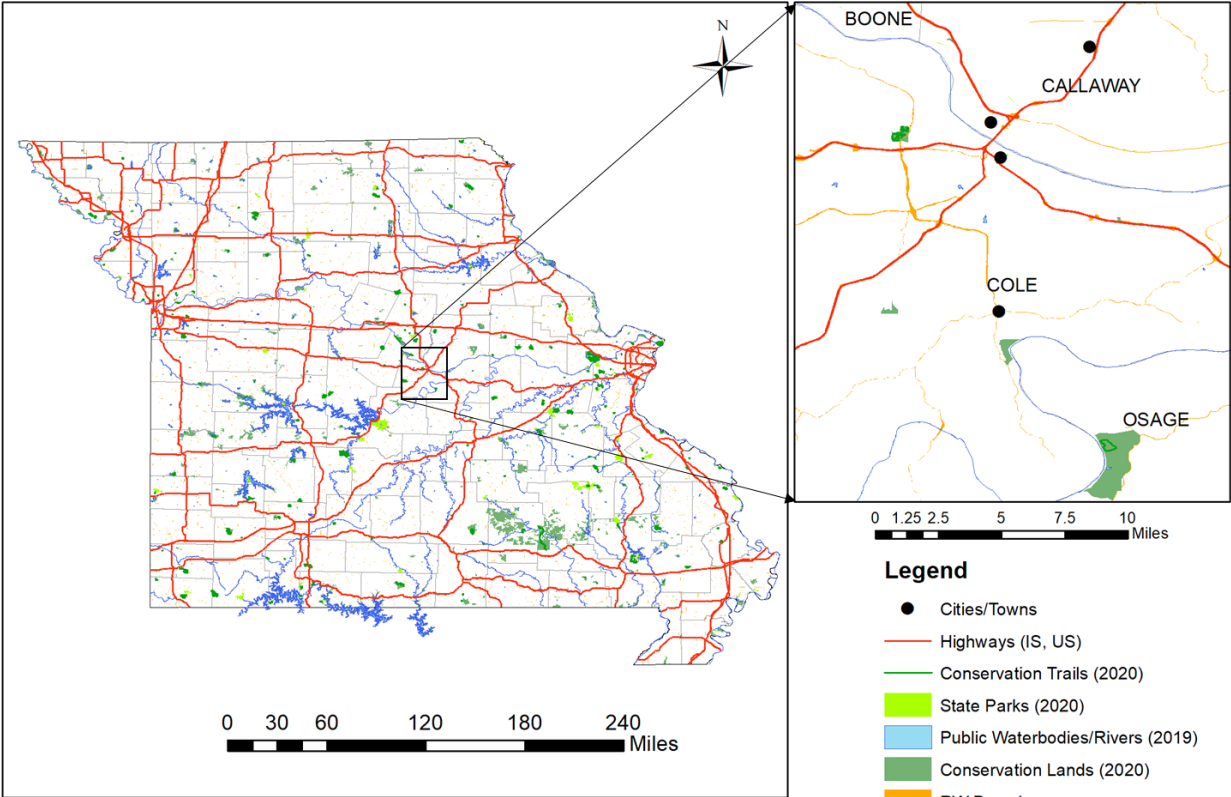 N
BOONE
CALLAWAY
COLE
OSAGE
0 1.25 2.5 5 7.5 10
Miles
Legend
Cities/Towns
Highways (IS, US)
Conservation Trails (2020)
State Parks (2020)
Public Waterbodies/Rivers (2019)
Conservation Lands (2020)
0 30 60 120 180 240
Miles